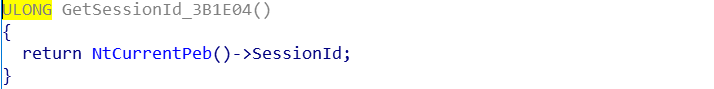 ULONG GetSessionId_3B1E04()
{
  return NtCurrentPeb()->SessionId;
}